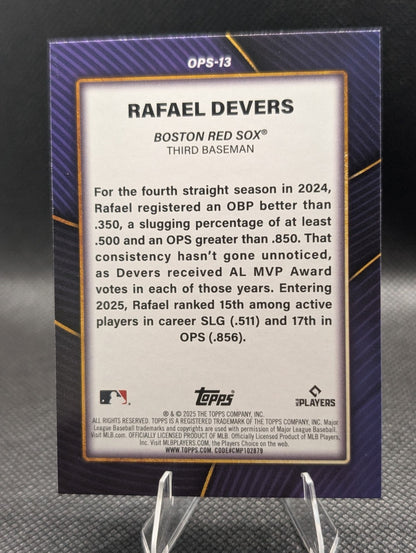 OPS-13
RAFAEL DEVERS
BOSTON RED SOX®
THIRD BASEMAN
For the fourth straight season in 2024,
Rafael registered an OBP better than
.350, a slugging percentage of at least
.500 and an OPS greater than .850. That
consistency hasn't gone unnoticed,
as Devers received AL MVP Award
votes in each of those years. Entering
2025, Rafael ranked 15th among active
players in career SLG (.511) and 17th in
OPS (.856).
Topps
MLB PLAYERS
® & © 2025 THE TOPPS COMPANY, INC.
ALL RIGHTS RESERVED. TOPPS IS A REGISTERED TRADEMARK OF THE TOPPS COMPANY, INC. Major
League Baseball trademarks and copyrights are used with permission of Major League Baseball.
Visit MLB.com. OFFICIALLY LICENSED PRODUCT OF MLB Players. Officially Licensed Product of MLB Players,
Inc. Visit MLBPLAYERS.com, the Players Choice on the web.
WWW.TOPPS.COM. CODE#CMP102879